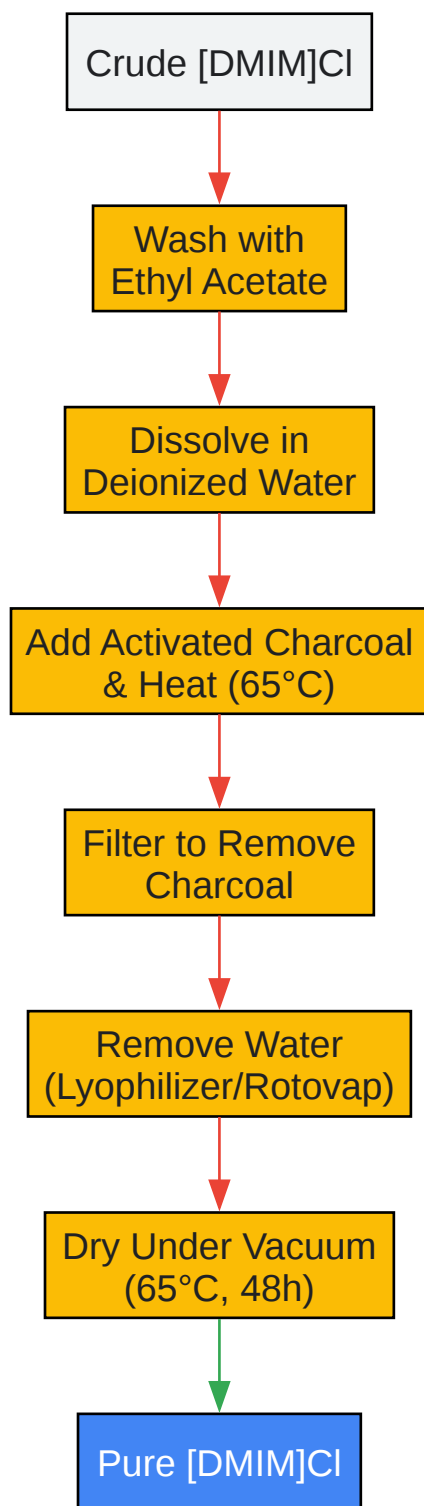 Crude [DMIM]Cl
Wash with
Ethyl Acetate
Dissolve in
Deionized Water
Add Activated Charcoal
& Heat (65°C)
Filter to Remove
Charcoal
Remove Water
(Lyophilizer/Rotovap)
Dry Under Vacuum
(65°C, 48h)
Pure [DMIM]Cl